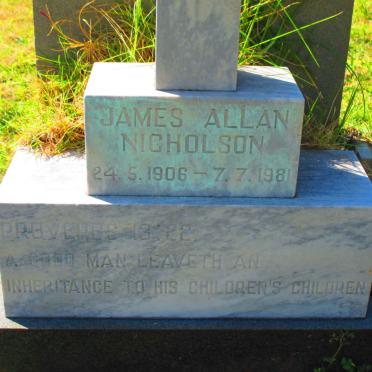 JAMES ALLAN
NICHOLSON
24.5.1906 — 7.7.1981
PROVERBS 13:22
A GOOD MAN LEAVETH AN
INHERITANCE TO HIS CHILDREN'S CHILDREN